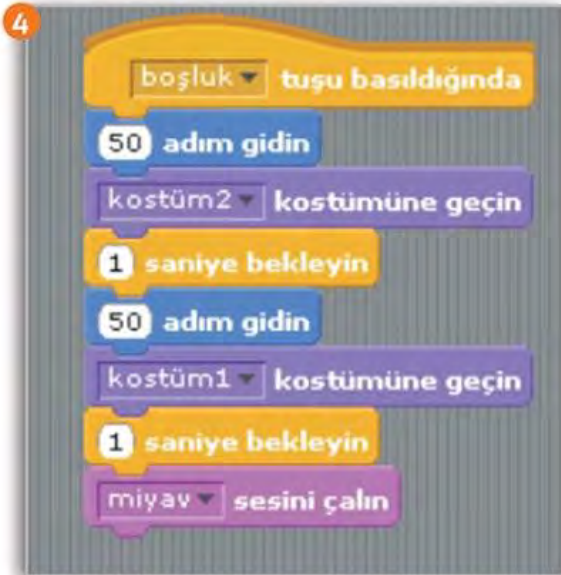 4
boşluk tuşu basıldığında
50 adım gidin
kostüm2 kostümüne geçin
1 saniye bekleyin
50 adım gidin
kostüm1 kostümüne geçin
1 saniye bekleyin
miyav sesini çalın